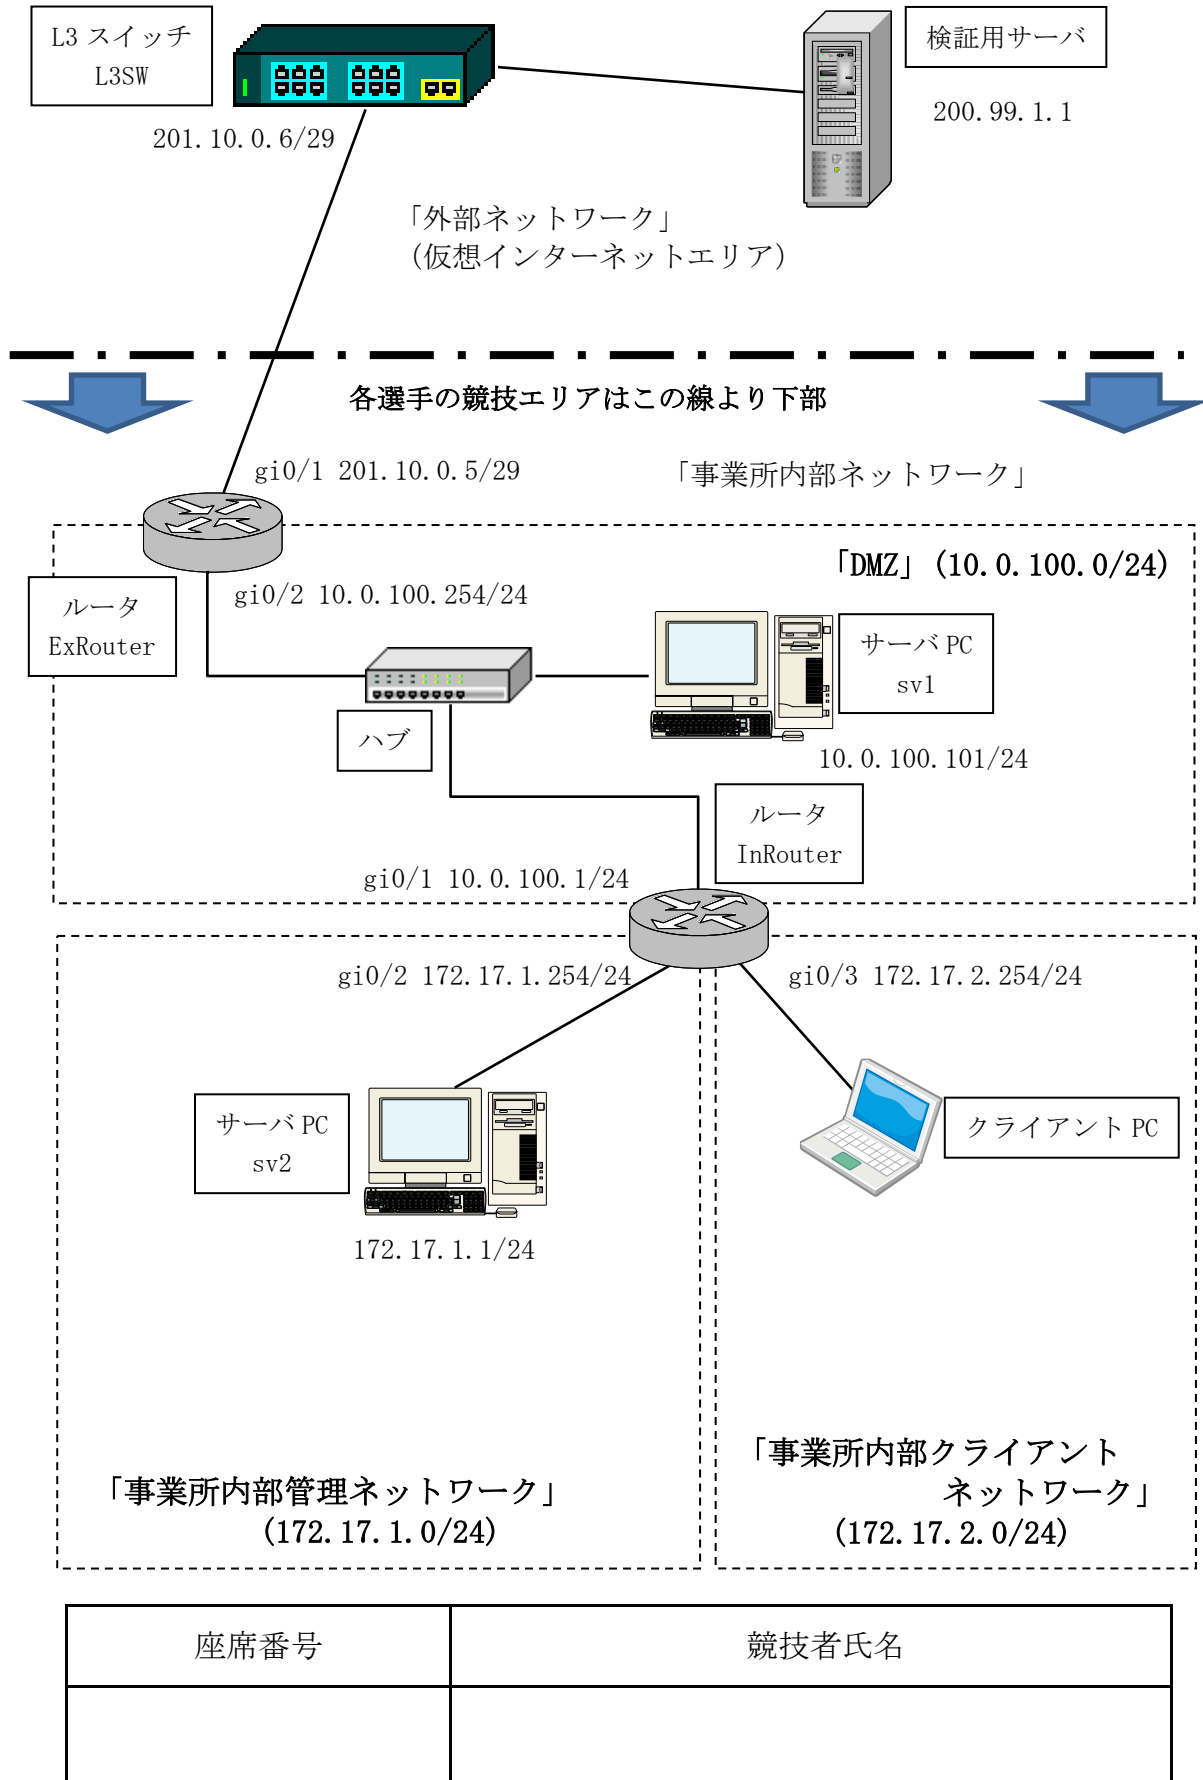 L3 スイッチ
L3SW
検証用サーバ
201.10.0.6/29
200.99.1.1
「外部ネットワーク」
(仮想インターネットエリア)
各選手の競技エリアはこの線より下部
gi0/1 201.10.0.5/29
「事業所内部ネットワーク」
「DMZ」(10.0.100.0/24)
ルータ
ExRouter
gi0/2 10.0.100.254/24
サーバ PC
sv1
ハブ
10.0.100.101/24
ルータ
InRouter
gi0/1 10.0.100.1/24
gi0/2 172.17.1.254/24
gi0/3 172.17.2.254/24
サーバ PC
sv2
クライアント PC
172.17.1.1/24
「事業所内部管理ネットワーク」
(172.17.1.0/24)
「事業所内部クライアント
ネットワーク」
(172.17.2.0/24)
座席番号
競技者氏名